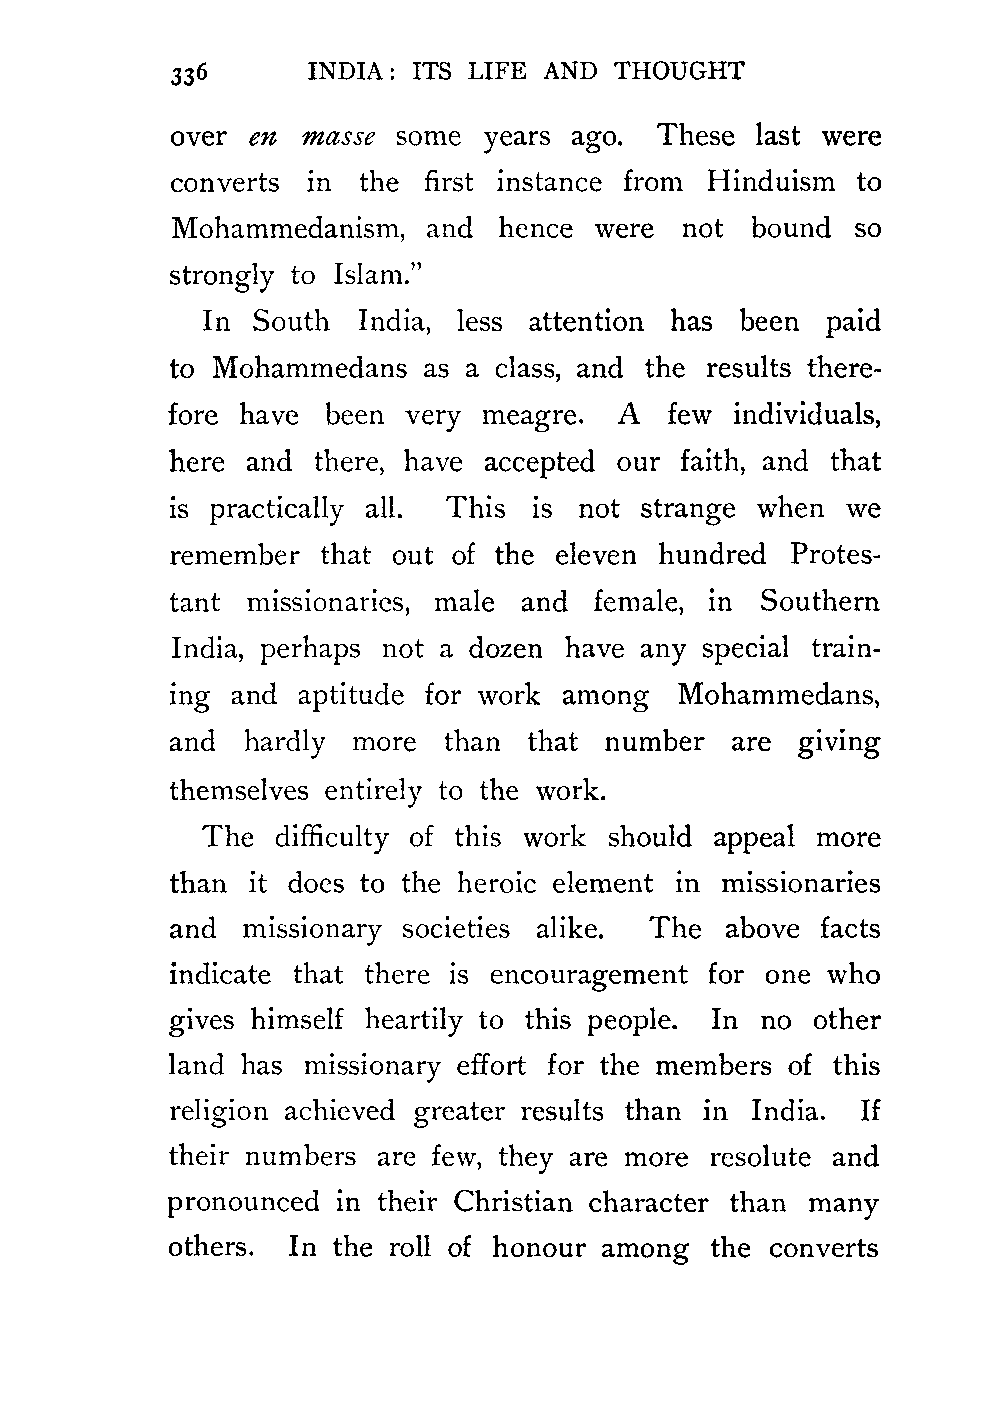 336 INDIA: ITS LIFE AND THOUGHT
over en masse some years ago. These last were
converts in the first instance from Hinduism to
Mohammedanism, and hence were not bound so
strongly to Islam."
In South India, less attention has been paid
to Mohammedans as a class, and the results there-
fore have been very meagre. A few individuals,
here and there, have accepted our faith, and that
is practically all. This is not strange when we
remember that out of the eleven hundred Protes-
tant missionaries, male and female, in Southern
India, perhaps not a dozen have any special train-
ing and aptitude for work among Mohammedans,
and hardly more than that number are giving
themselves entirely to the work.
The difficulty of this work should appeal more
than it does to the heroic element in missionaries
and missionary societies alike. The above facts
indicate that there is encouragement for one who
gives himself heartily to this people. In no other
land has missionary effort for the members of this
religion achieved greater results than in India. If
their numbers are few, they are more resolute and
pronounced in their Christian character than many
others. In the roll of honour among the converts